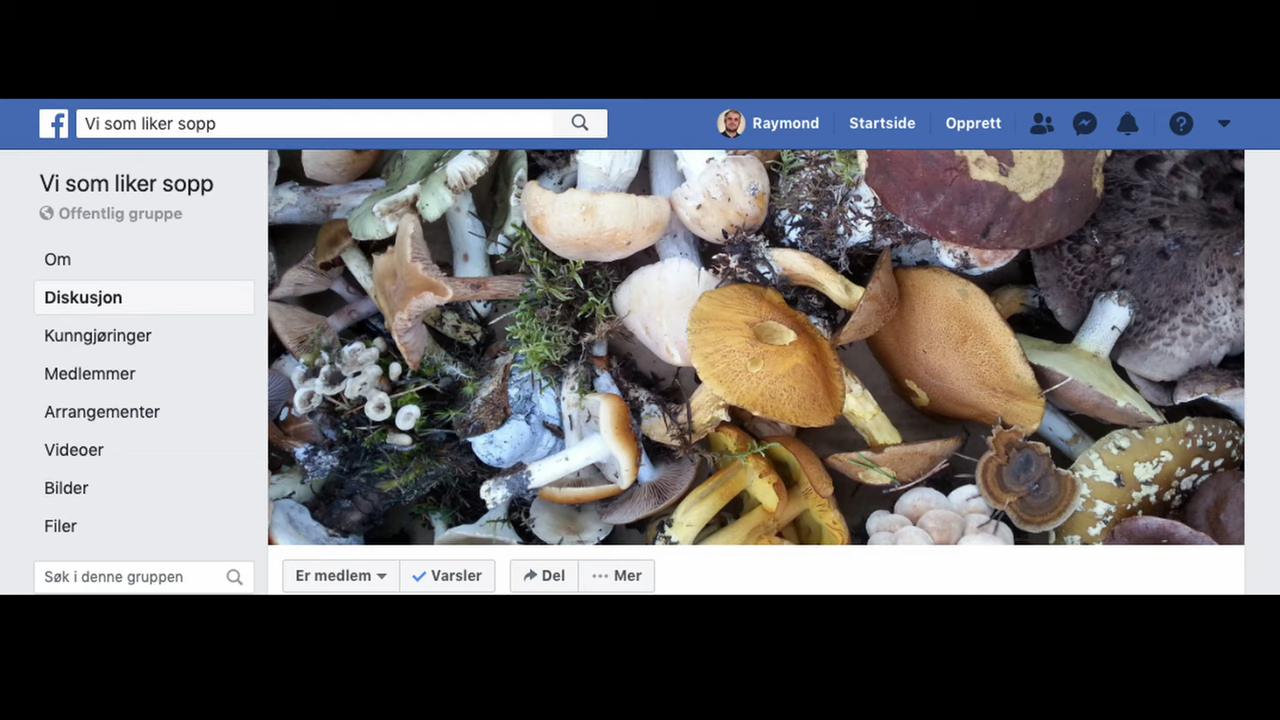 Vi som liker sopp
Raymond
Startside
Opprett
Vi som liker sopp
Offentlig gruppe
Om
Diskusjon
Kunngjøringer
Medlemmer
Arrangementer
Videoer
Bilder
Filer
Søk i denne gruppen
Er medlem
Varsler
Del
Mer